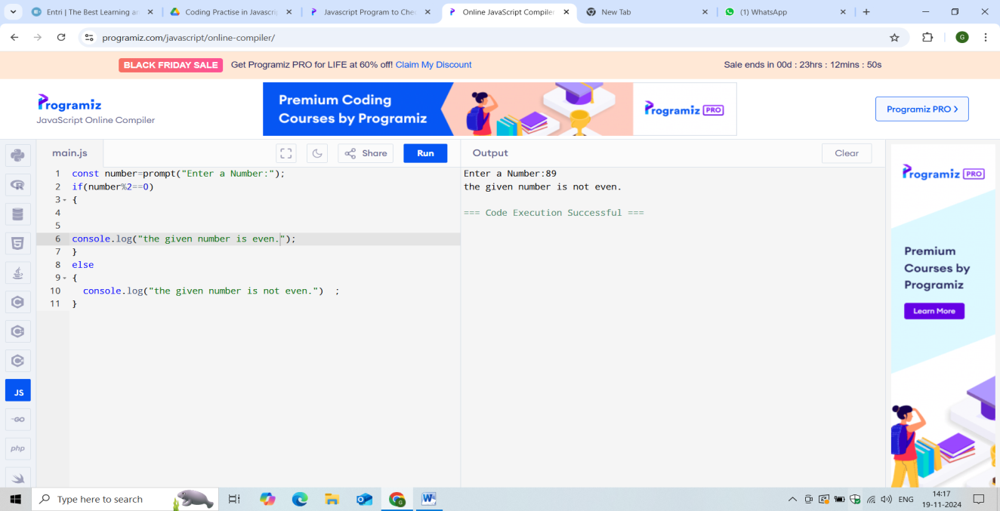 Entri | The Best Learning an
Coding Practise in Javascrip
Javascript Program to Chec
Online JavaScript Compiler
New Tab
(1) WhatsApp
programiz.com/javascript/online-compiler/
G
BLACK FRIDAY SALE Get Programiz PRO for LIFE at 60% off! Claim My Discount
Sale ends in 00d : 23hrs : 12mins : 50s
Programiz
JavaScript Online Compiler
Premium Coding
Courses by Programiz
Programiz PRO
Programiz PRO >
main.js
Share
Run
Output
Clear
1 const number=prompt("Enter a Number:");
2 if(number%2==0)
3 {
4
5
6 console.log("the given number is even.");
7 }
8 else
9 {
10 console.log("the given number is not even.") ;
11 }
Enter a Number:89
the given number is not even.
=== Code Execution Successful ===
Programiz PRO
Premium
Courses by
Programiz
Learn More
JS
GO
php
Type here to search
ENG
14:17
19-11-2024